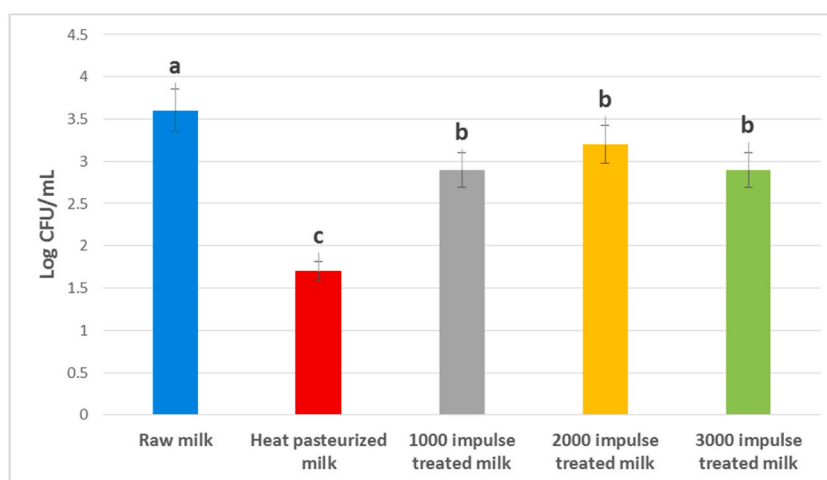 4.5
4
3.5
3
2.5
2
1.5
1
0.5
0
Log CFU/mL
a
c
b
b
b
Raw milk
Heat pasteurized
milk
1000 impulse
treated milk
2000 impulse
treated milk
3000 impulse
treated milk